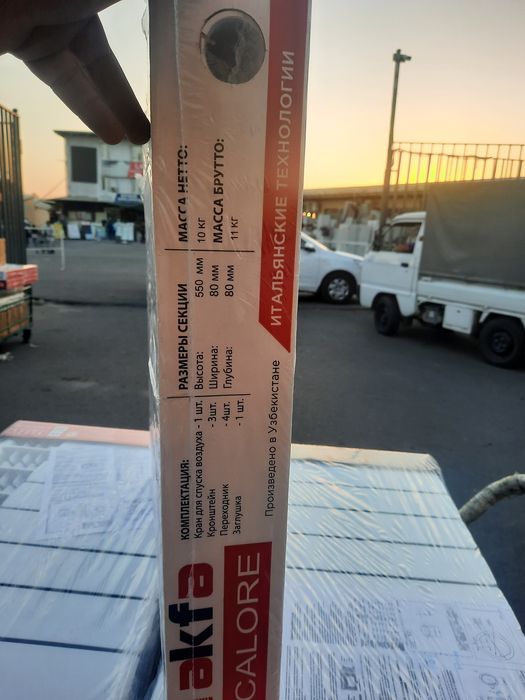 akfa
CALORE
КОМПЛЕКТАЦИЯ:
Кран для спуска воздуха - 1 шт.
Кронштейн - 3шт.
Переходник - 4шт.
Заглушка - 1 шт.
Произведено в Узбекистане
РАЗМЕРЫ СЕКЦИИ
Высота: 550 мм
Ширина: 80 мм
Глубина: 80 мм
МАССА НЕТТО:
10 кг
МАССА БРУТТО:
11 кг
ИТАЛЬЯНСКИЕ ТЕХНОЛОГИИ